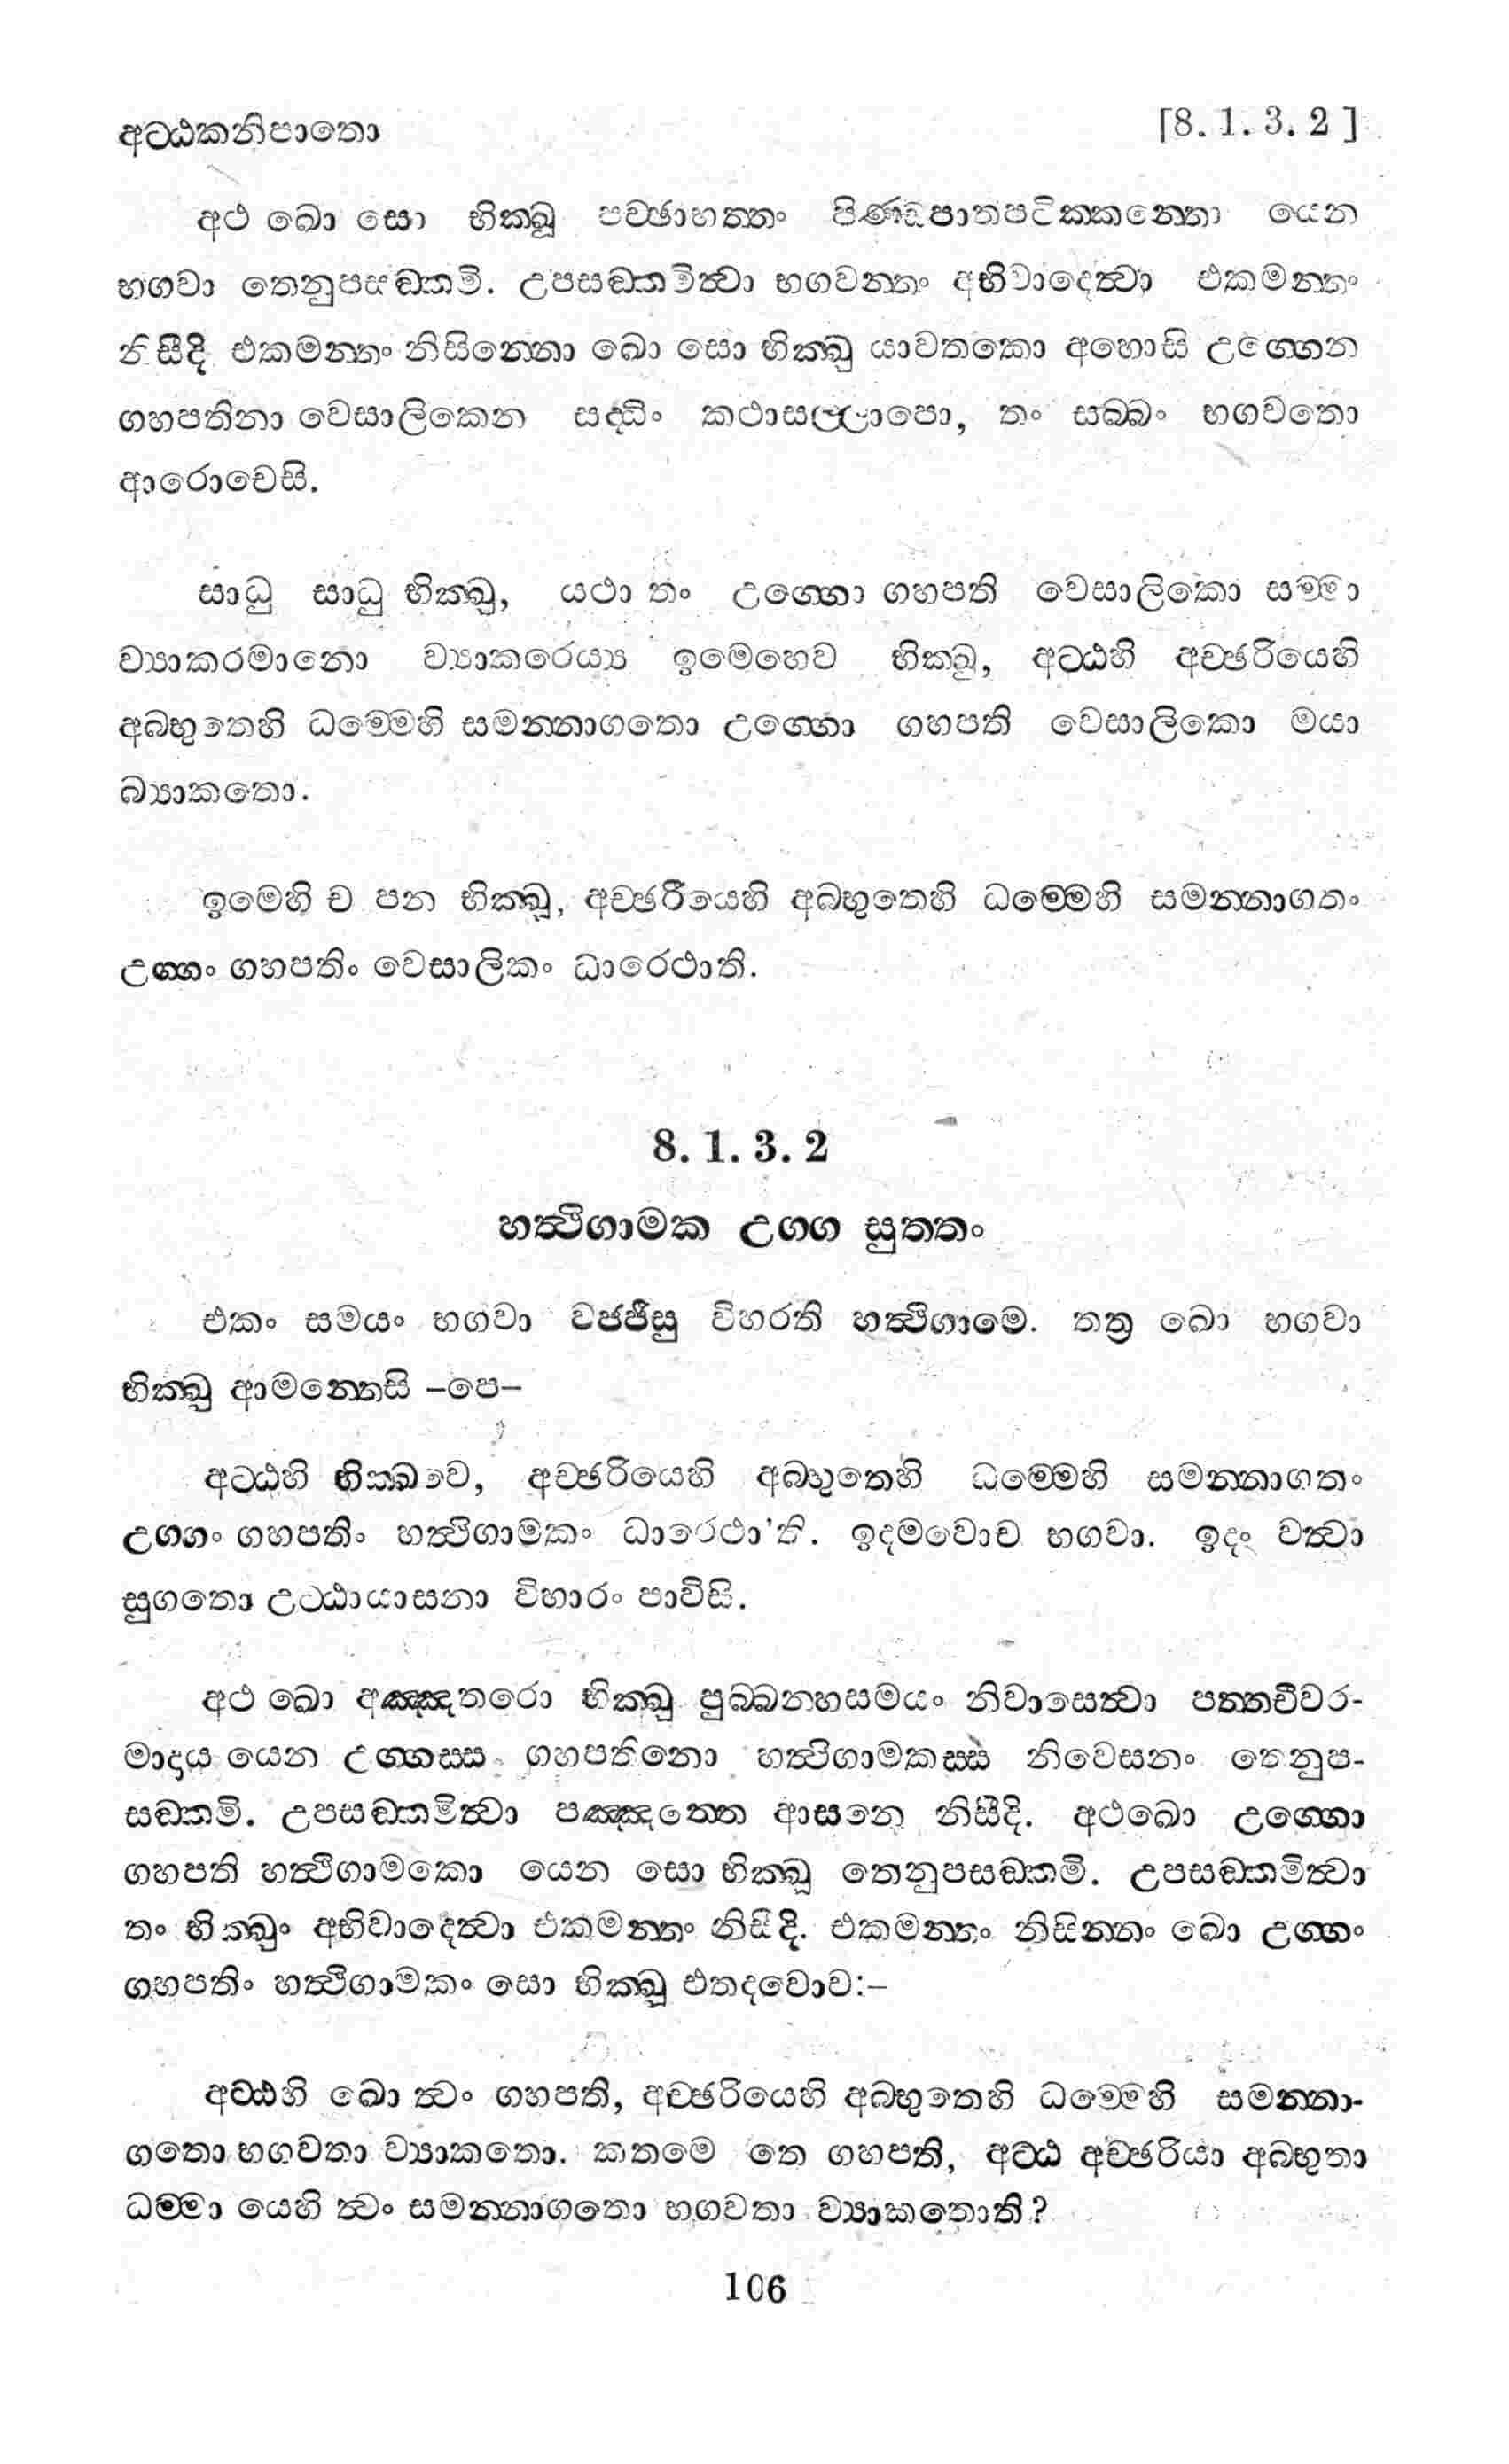 අට්ඨකනිපාතො [8. 1. 3. 2]
අථ ඛො සො භික්ඛූ පච්ඡාභත්තං පිණ්ඩපාතපටික්කන්තො යෙන
භගවා තෙනුපසඞ්කමි. උපසඞ්කමිත්වා භගවන්තං අභිවාදෙත්වා එකමන්තං
නිසීදි එකමන්තං නිසින්නො ඛො සො භික්ඛු යාවතකො අහොසි උග්ගෙන
ගහපතිනා වෙසාලිකෙන සද්ධිං කථාසල්ලාපො, තං සබ්බං භගවතො
ආරොචෙසි.
සාධු සාධු භික්ඛු, යථා තං උග්ගො ගහපති වෙසාලිකො සම්මා
ව්‍යාකරමානො ව්‍යාකරෙය්‍ය ඉමෙහෙව භික්ඛු, අට්ඨහි අච්ඡරියෙහි
අබ්භුතෙහි ධම්මෙහි සමන්නාගතො උග්ගො ගහපති වෙසාලිකො මයා
බ්‍යාකතො.
ඉමෙහි ච පන භික්ඛූ, අච්ඡරියෙහි අබ්භුතෙහි ධම්මෙහි සමන්නාගතං
උග්ගං ගහපතිං වෙසාලිකං ධාරෙථාති.
8. 1. 3. 2
හත්ථිගාමක උග්ග සුත්තං
එකං සමයං භගවා වජ්ජීසු විහරති හත්ථිගාමෙ. තත්‍ර ඛො භගවා
භික්ඛු ආමන්තෙසි –පෙ–
අට්ඨහි භික්ඛවෙ, අච්ඡරියෙහි අබ්භුතෙහි ධම්මෙහි සමන්නාගතං
උග්ගං ගහපතිං හත්ථිගාමකං ධාරෙථා'ති. ඉදමවොච භගවා. ඉදං වත්වා
සුගතො උට්ඨායාසනා විහාරං පාවිසි.
අථ ඛො අඤ්ඤතරො භික්ඛූ පුබ්බන්හසමයං නිවාසෙත්වා පත්තචීවර-
මාදාය යෙන උග්ගස්ස ගහපතිනො හත්ථිගාමකස්ස නිවෙසනං තෙනුප-
සඞ්කමි. උපසඞ්කමිත්වා පඤ්ඤත්තෙ ආසනෙ නිසීදි. අථඛො උග්ගො
ගහපති හත්ථිගාමකො යෙන සො භික්ඛූ තෙනුපසඞ්කමි. උපසඞ්කමිත්වා
තං භික්ඛුං අභිවාදෙත්වා එකමන්තං නිසීදි. එකමන්තං නිසින්නං ඛො උග්ගං
ගහපතිං හත්ථිගාමකං සො භික්ඛූ එතදවොච:–
අට්ඨහි ඛො ත්වං ගහපති, අච්ඡරියෙහි අබ්භුතෙහි ධම්මෙහි සමන්නා-
ගතො භගවතා ව්‍යාකතො. කතමෙ තෙ ගහපති, අට්ඨ අච්ඡරියා අබ්භුතා
ධම්මා යෙහි ත්වං සමන්නාගතො භගවතා ව්‍යාකතොති?
106